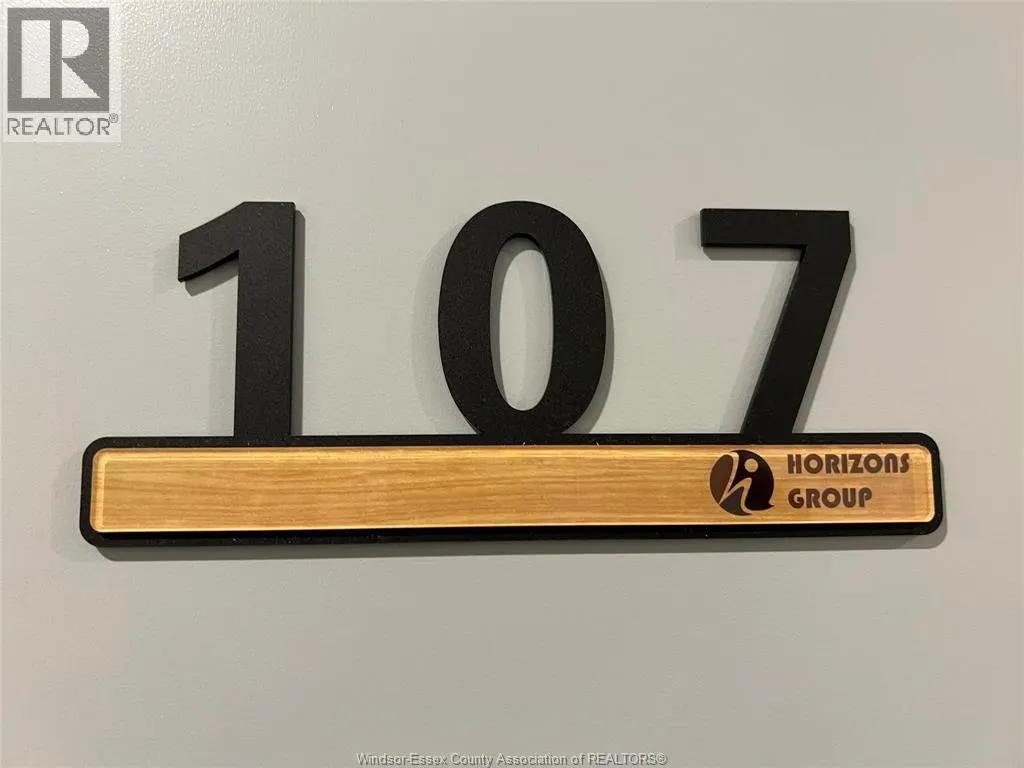 REALTOR®
107
HORIZONS
GROUP
Windsor-Essex County Association of REALTORS®